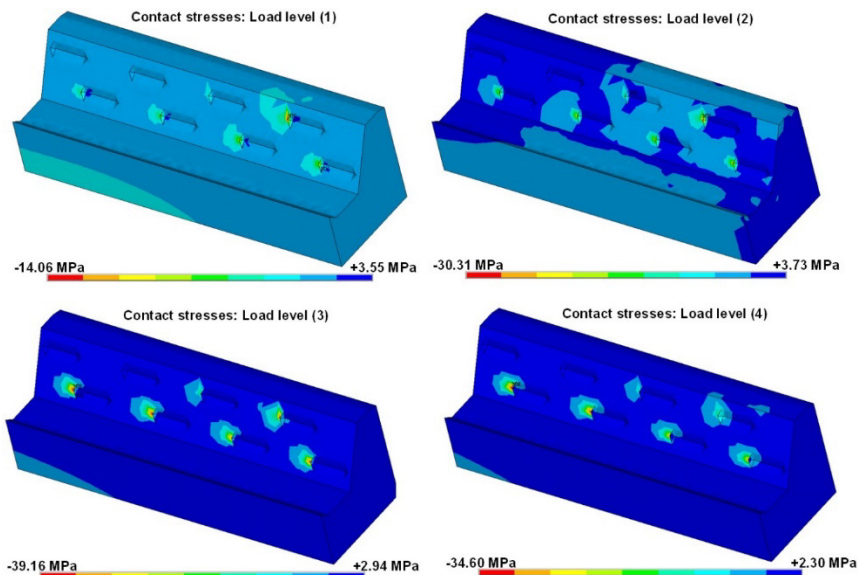 Contact stresses: Load level (1)
Contact stresses: Load level (2)
-14.06 MPa
+3.55 MPa
-30.31 MPa
+3.73 MPa
Contact stresses: Load level (3)
Contact stresses: Load level (4)
-39.16 MPa
+2.94 MPa
-34.60 MPa
+2.30 MPa